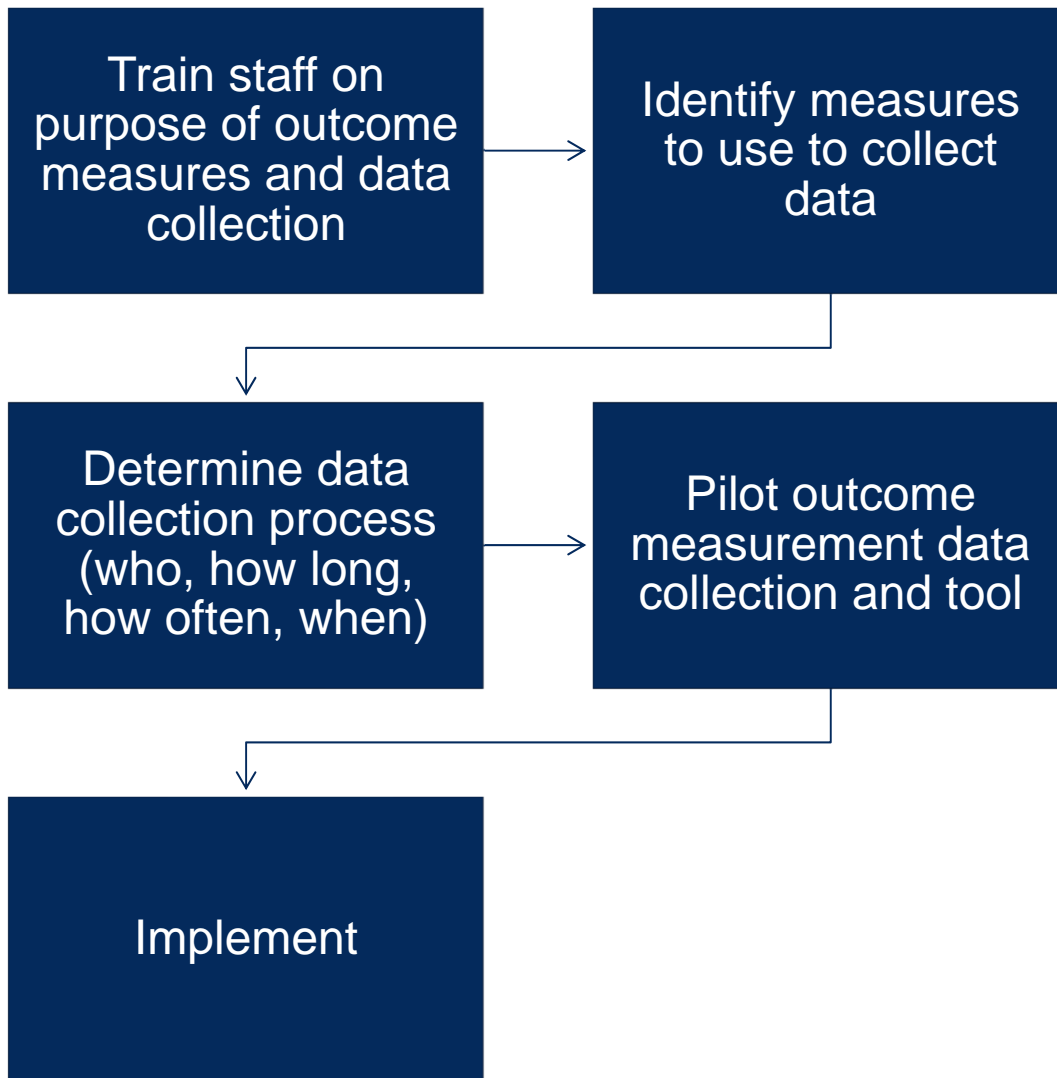 Train staff on
purpose of outcome
measures and data
collection
Identify measures
to use to collect
data
Determine data
collection process
(who, how long,
how often, when)
Pilot outcome
measurement data
collection and tool
Implement